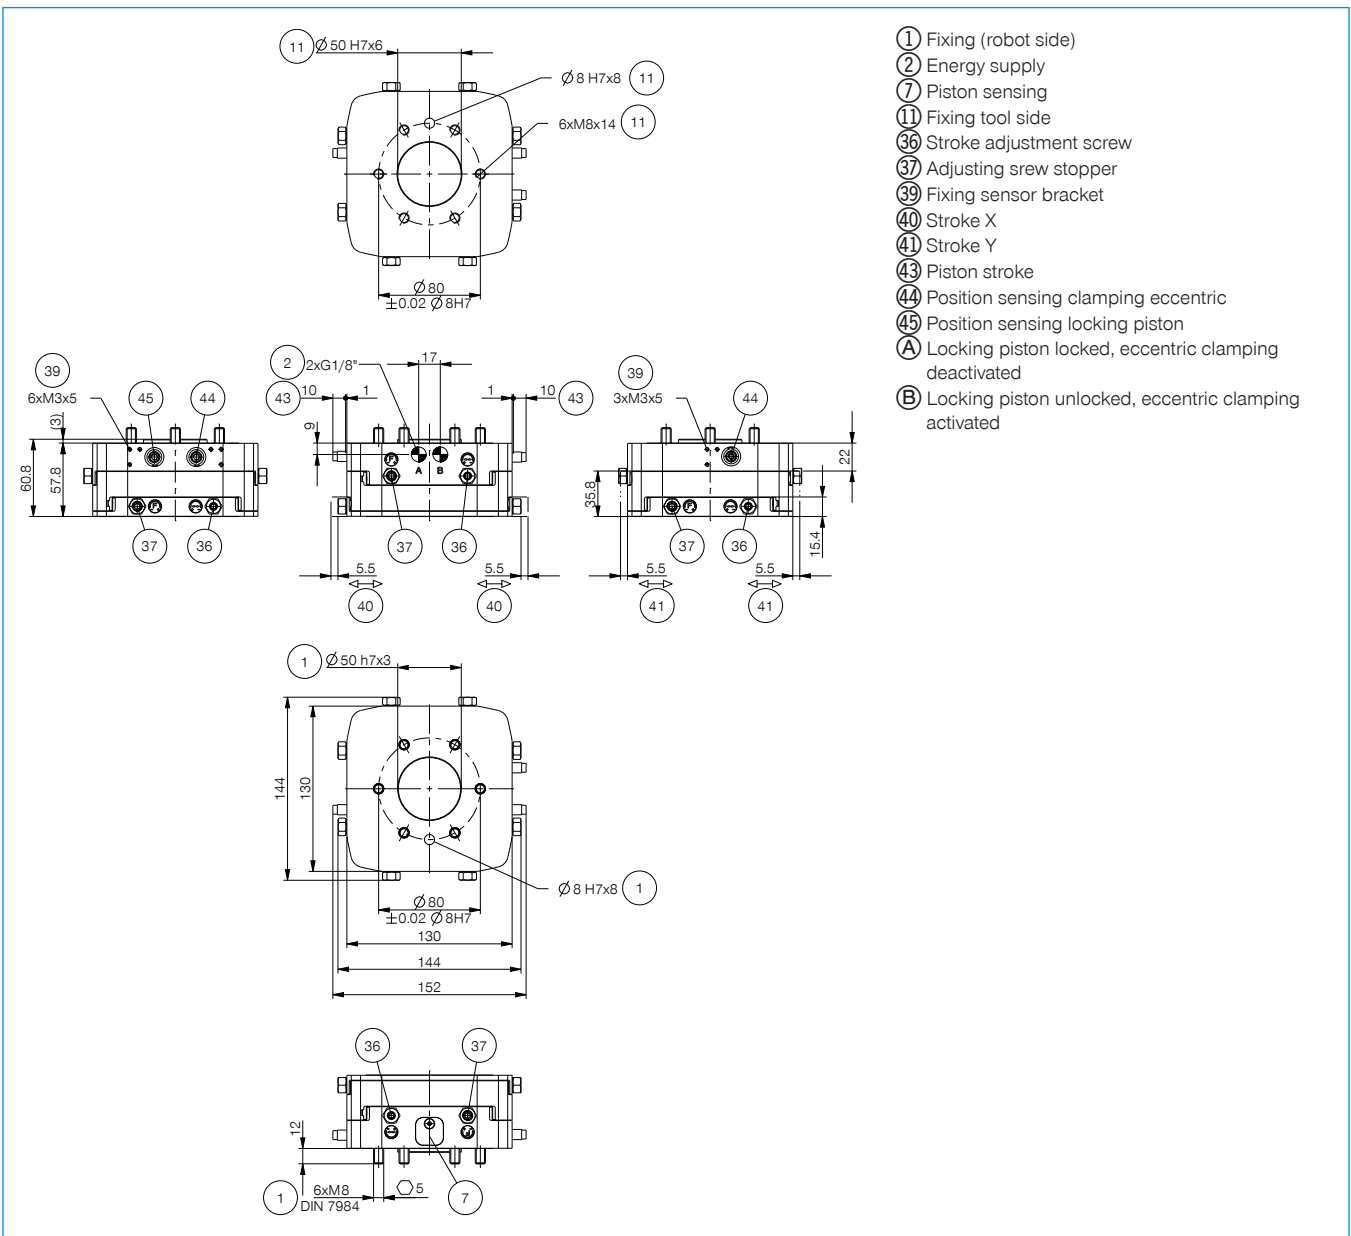 11 Ø 50 H7x6
Ø 8 H7x8 11
6xM8x14 11
Ø 80
±0.02 Ø 8H7
1 Fixing (robot side)
2 Energy supply
7 Piston sensing
11 Fixing tool side
36 Stroke adjustment screw
37 Adjusting srew stopper
39 Fixing sensor bracket
40 Stroke X
41 Stroke Y
43 Piston stroke
44 Position sensing clamping eccentric
45 Position sensing locking piston
A Locking piston locked, eccentric clamping
deactivated
B Locking piston unlocked, eccentric clamping
activated
39
6xM3x5
45
44
(3)
60.8
57.8
37
36
2 2xG1/8"
17
43 10 1
1 10 43
9
A B
37
36
5.5
5.5
40
40
39
3xM3x5
44
22
35.8
15.4
37
36
5.5
5.5
41
41
1 Ø 50 h7x3
144
130
Ø 8 H7x8 1
Ø 80
±0.02 Ø 8H7
130
144
152
36
37
12
1 6xM8
DIN 7984
5
7